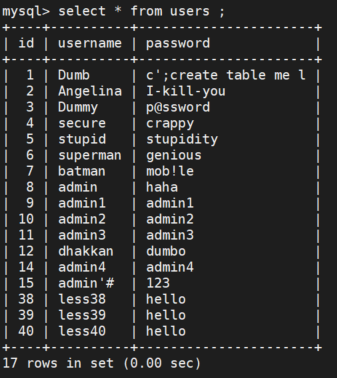 mysql> select * from users ;
+----+----------+----------------------+
| id | username | password             |
+----+----------+----------------------+
|  1 | Dumb     | c';create table me l |
|  2 | Angelina | I-kill-you           |
|  3 | Dummy    | p@ssword             |
|  4 | secure   | crappy               |
|  5 | stupid   | stupidity            |
|  6 | superman | genious              |
|  7 | batman   | mob!le               |
|  8 | admin    | haha                 |
|  9 | admin1   | admin1               |
| 10 | admin2   | admin2               |
| 11 | admin3   | admin3               |
| 12 | dhakkan  | dumbo                |
| 14 | admin4   | admin4               |
| 15 | admin'#  | 123                  |
| 38 | less38   | hello                |
| 39 | less39   | hello                |
| 40 | less40   | hello                |
+----+----------+----------------------+
17 rows in set (0.00 sec)